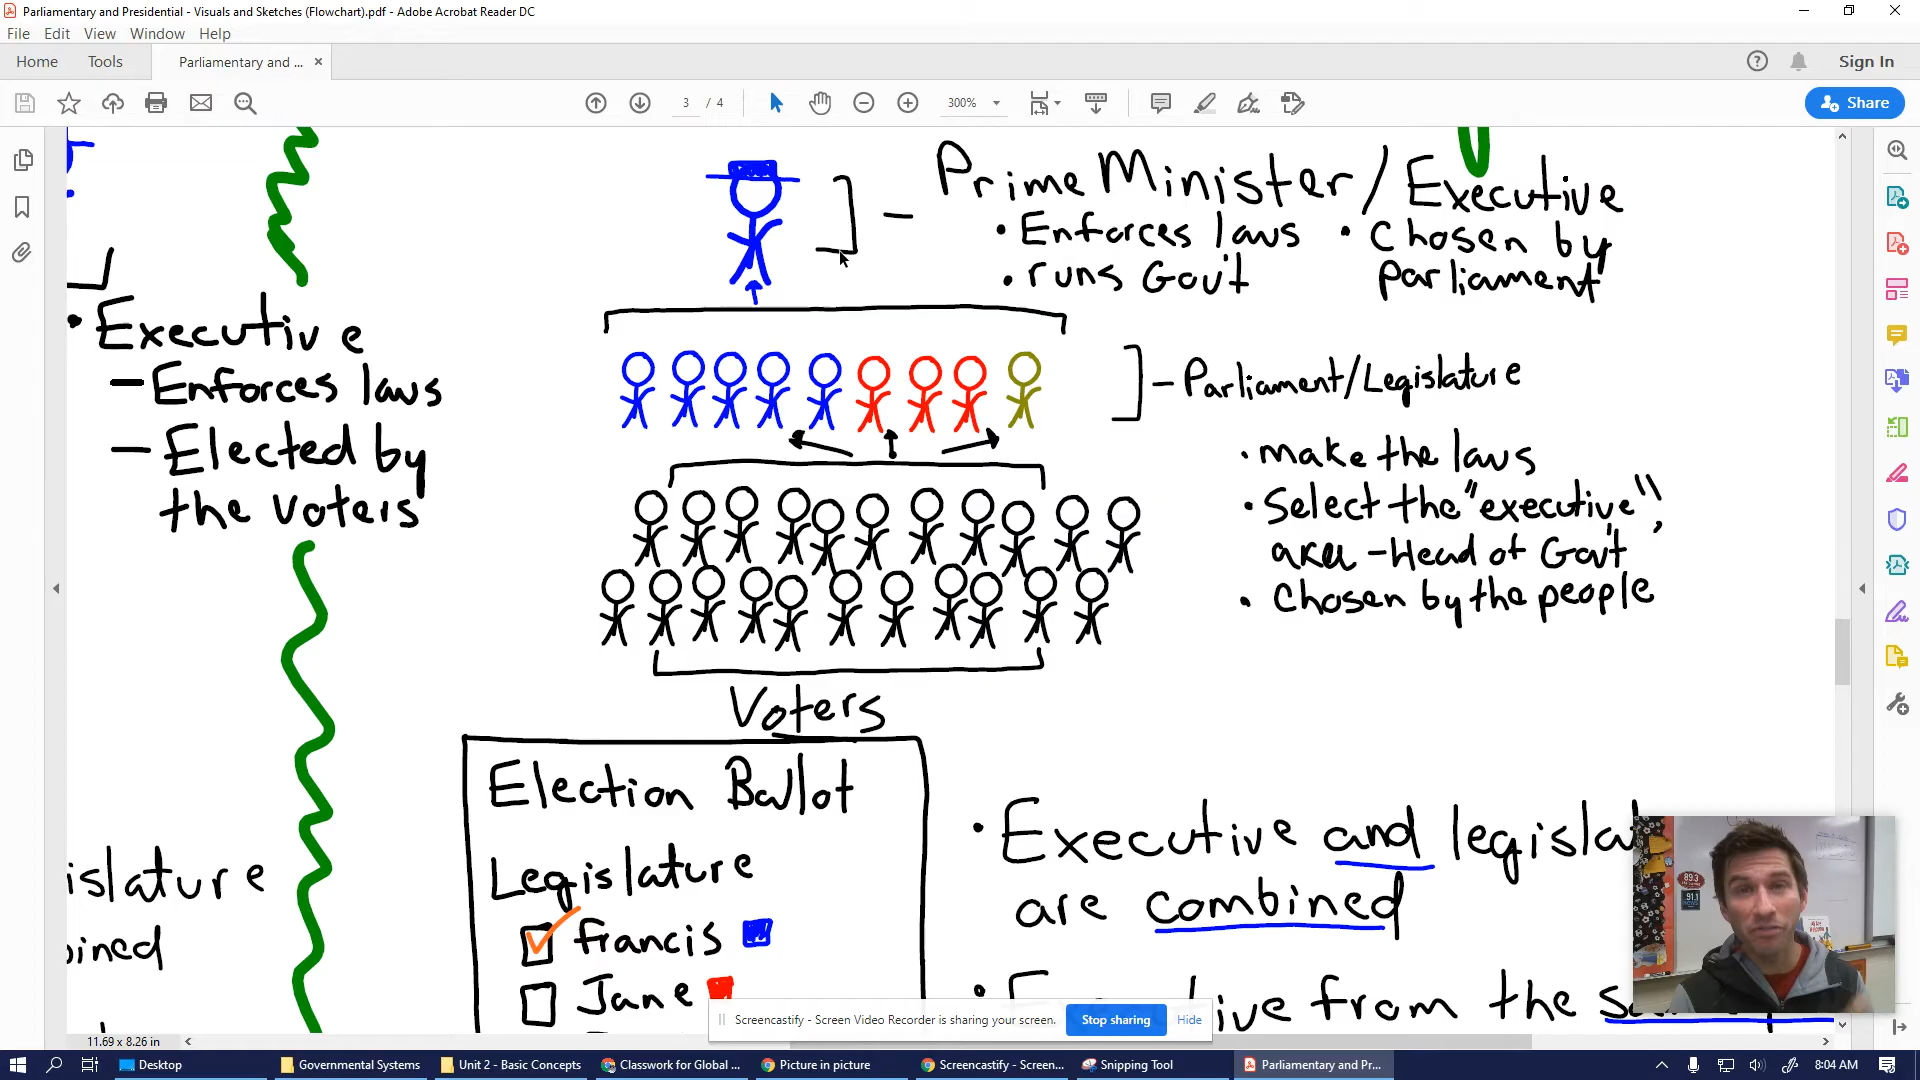 Parliamentary and Presidential - Visuals and Sketches (Flowchart).pdf - Adobe Acrobat Reader DC
File Edit View Window Help
Home Tools Parliamentary and ... × Sign In
3 / 4 300% Share
Prime Minister / Executive
• Enforces laws • Chosen by
• runs Gov't parliament
• Executive
- Enforces laws
- Elected by
the voters
- Parliament/Legislature
• make the laws
• Select the "executive",
aka - Head of Gov't
• Chosen by the people
Voters
Election Ballot
Legislature
Francis
Jane
islature
bined
• Executive and legislat
are combined
from the
89.3
91.1
Screencastify - Screen Video Recorder is sharing your screen. Stop sharing Hide
11.69 x 8.26 in
Desktop Governmental Systems Unit 2 - Basic Concepts Classwork for Global ... Picture in picture Screencastify - Screen... Snipping Tool Parliamentary and Pr... 8:04 AM